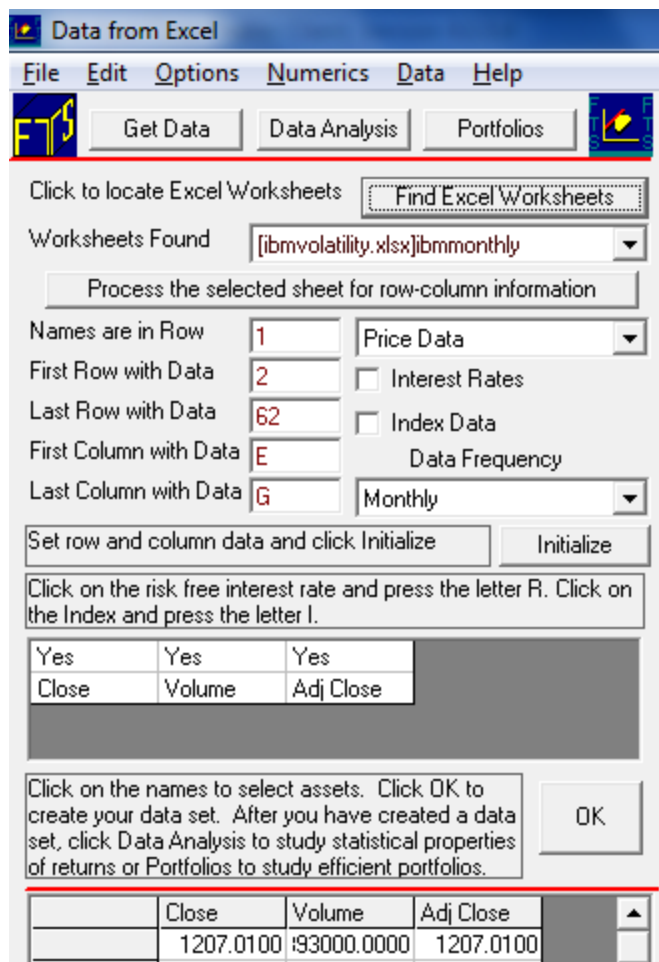 Data from Excel
File Edit Options Numerics Data Help
FTS Get Data Data Analysis Portfolios FTS FTS
Click to locate Excel Worksheets Find Excel Worksheets
Worksheets Found [ibmvolatility.xlsx]ibmmonthly
Process the selected sheet for row-column information
Names are in Row 1 Price Data
First Row with Data 2 Interest Rates
Last Row with Data 62 Index Data
First Column with Data E Data Frequency
Last Column with Data G Monthly
Set row and column data and click Initialize Initialize
Click on the risk free interest rate and press the letter R. Click on
the Index and press the letter I.
Yes Yes Yes
Close Volume Adj Close
Click on the names to select assets. Click OK to
create your data set. After you have created a data
set, click Data Analysis to study statistical properties
of returns or Portfolios to study efficient portfolios.
OK
Close Volume Adj Close
1207.0100 93000.0000 1207.0100